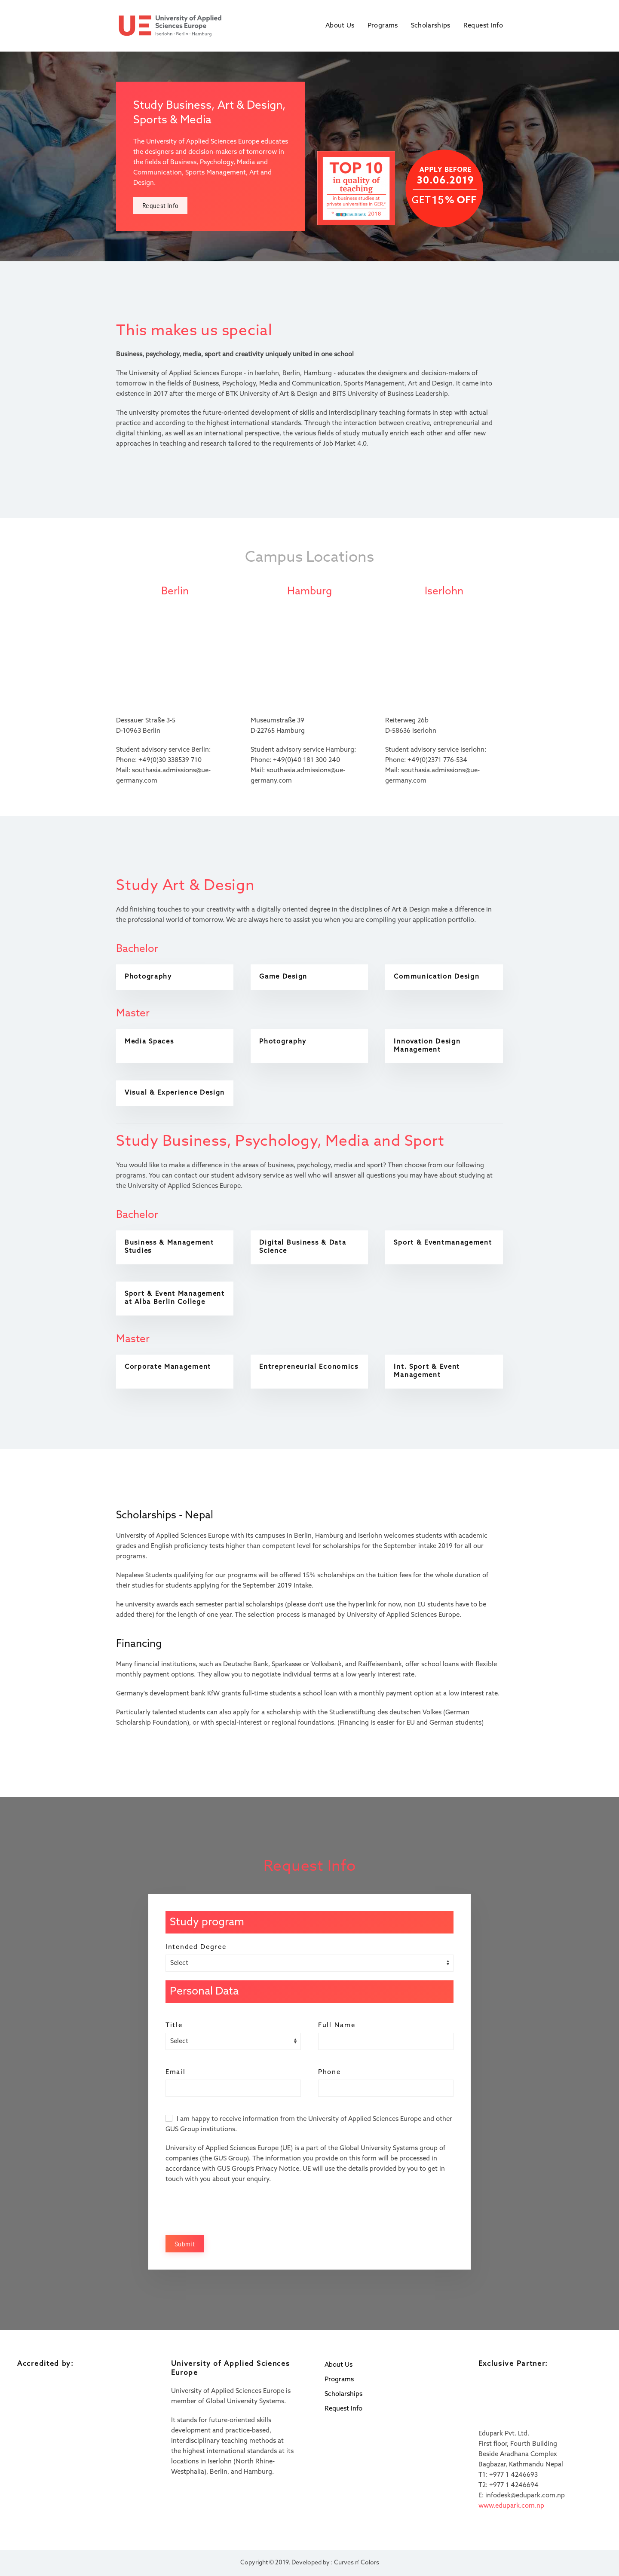 UE University of Applied
Sciences Europe
Iserlohn · Berlin · Hamburg
About Us
Programs
Scholarships
Request Info
Study Business, Art & Design,
Sports & Media
The University of Applied Sciences Europe educates
the designers and decision-makers of tomorrow in
the fields of Business, Psychology, Media and
Communication, Sports Management, Art and
Design.
Request Info
TOP 10
in quality of
teaching
in business studies at
private universities in GER.*
2018
APPLY BEFORE
30.06.2019
GET 15% OFF
This makes us special
Business, psychology, media, sport and creativity uniquely united in one school
The University of Applied Sciences Europe - in Iserlohn, Berlin, Hamburg - educates the designers and decision-makers of
tomorrow in the fields of Business, Psychology, Media and Communication, Sports Management, Art and Design. It came into
existence in 2017 after the merge of BTK University of Art & Design and BiTS University of Business Leadership.
The university promotes the future-oriented development of skills and interdisciplinary teaching formats in step with actual
practice and according to the highest international standards. Through the interaction between creative, entrepreneurial and
digital thinking, as well as an international perspective, the various fields of study mutually enrich each other and offer new
approaches in teaching and research tailored to the requirements of Job Market 4.0.
Campus Locations
Berlin
Dessauer Straße 3-5
D-10963 Berlin
Student advisory service Berlin:
Phone: +49(0)30 338539 710
Mail: southasia.admissions@ue-
germany.com
Hamburg
Museumstraße 39
D-22765 Hamburg
Student advisory service Hamburg:
Phone: +49(0)40 181 300 240
Mail: southasia.admissions@ue-
germany.com
Iserlohn
Reiterweg 26b
D-58636 Iserlohn
Student advisory service Iserlohn:
Phone: +49(0)2371 776-534
Mail: southasia.admissions@ue-
germany.com
Study Art & Design
Add finishing touches to your creativity with a digitally oriented degree in the disciplines of Art & Design make a difference in
the professional world of tomorrow. We are always here to assist you when you are compiling your application portfolio.
Bachelor
Photography
Game Design
Communication Design
Master
Media Spaces
Photography
Innovation Design
Management
Visual & Experience Design
Study Business, Psychology, Media and Sport
You would like to make a difference in the areas of business, psychology, media and sport? Then choose from our following
programs. You can contact our student advisory service as well who will answer all questions you may have about studying at
the University of Applied Sciences Europe.
Bachelor
Business & Management
Studies
Digital Business & Data
Science
Sport & Eventmanagement
Sport & Event Management
at Alba Berlin College
Master
Corporate Management
Entrepreneurial Economics
Int. Sport & Event
Management
Scholarships - Nepal
University of Applied Sciences Europe with its campuses in Berlin, Hamburg and Iserlohn welcomes students with academic
grades and English proficiency tests higher than competent level for scholarships for the September intake 2019 for all our
programs.
Nepalese Students qualifying for our programs will be offered 15% scholarships on the tuition fees for the whole duration of
their studies for students applying for the September 2019 Intake.
he university awards each semester partial scholarships (please don't use the hyperlink for now, non EU students have to be
added there) for the length of one year. The selection process is managed by University of Applied Sciences Europe.
Financing
Many financial institutions, such as Deutsche Bank, Sparkasse or Volksbank, and Raiffeisenbank, offer school loans with flexible
monthly payment options. They allow you to negotiate individual terms at a low yearly interest rate.
Germany's development bank KfW grants full-time students a school loan with a monthly payment option at a low interest rate.
Particularly talented students can also apply for a scholarship with the Studienstiftung des deutschen Volkes (German
Scholarship Foundation), or with special-interest or regional foundations. (Financing is easier for EU and German students)
Request Info
Study program
Intended Degree
Select
Personal Data
Title
Select
Full Name
Email
Phone
I am happy to receive information from the University of Applied Sciences Europe and other
GUS Group institutions.
University of Applied Sciences Europe (UE) is a part of the Global University Systems group of
companies (the GUS Group). The information you provide on this form will be processed in
accordance with GUS Group's Privacy Notice. UE will use the details provided by you to get in
touch with you about your enquiry.
Submit
Accredited by:
University of Applied Sciences
Europe
University of Applied Sciences Europe is
member of Global University Systems.
It stands for future-oriented skills
development and practice-based,
interdisciplinary teaching methods at
the highest international standards at its
locations in Iserlohn (North Rhine-
Westphalia), Berlin, and Hamburg.
About Us
Programs
Scholarships
Request Info
Exclusive Partner:
Edupark Pvt. Ltd.
First floor, Fourth Building
Beside Aradhana Complex
Bagbazar, Kathmandu Nepal
T1: +977 1 4246693
T2: +977 1 4246694
E: infodesk@edupark.com.np
www.edupark.com.np
Copyright © 2019. Developed by : Curves n' Colors